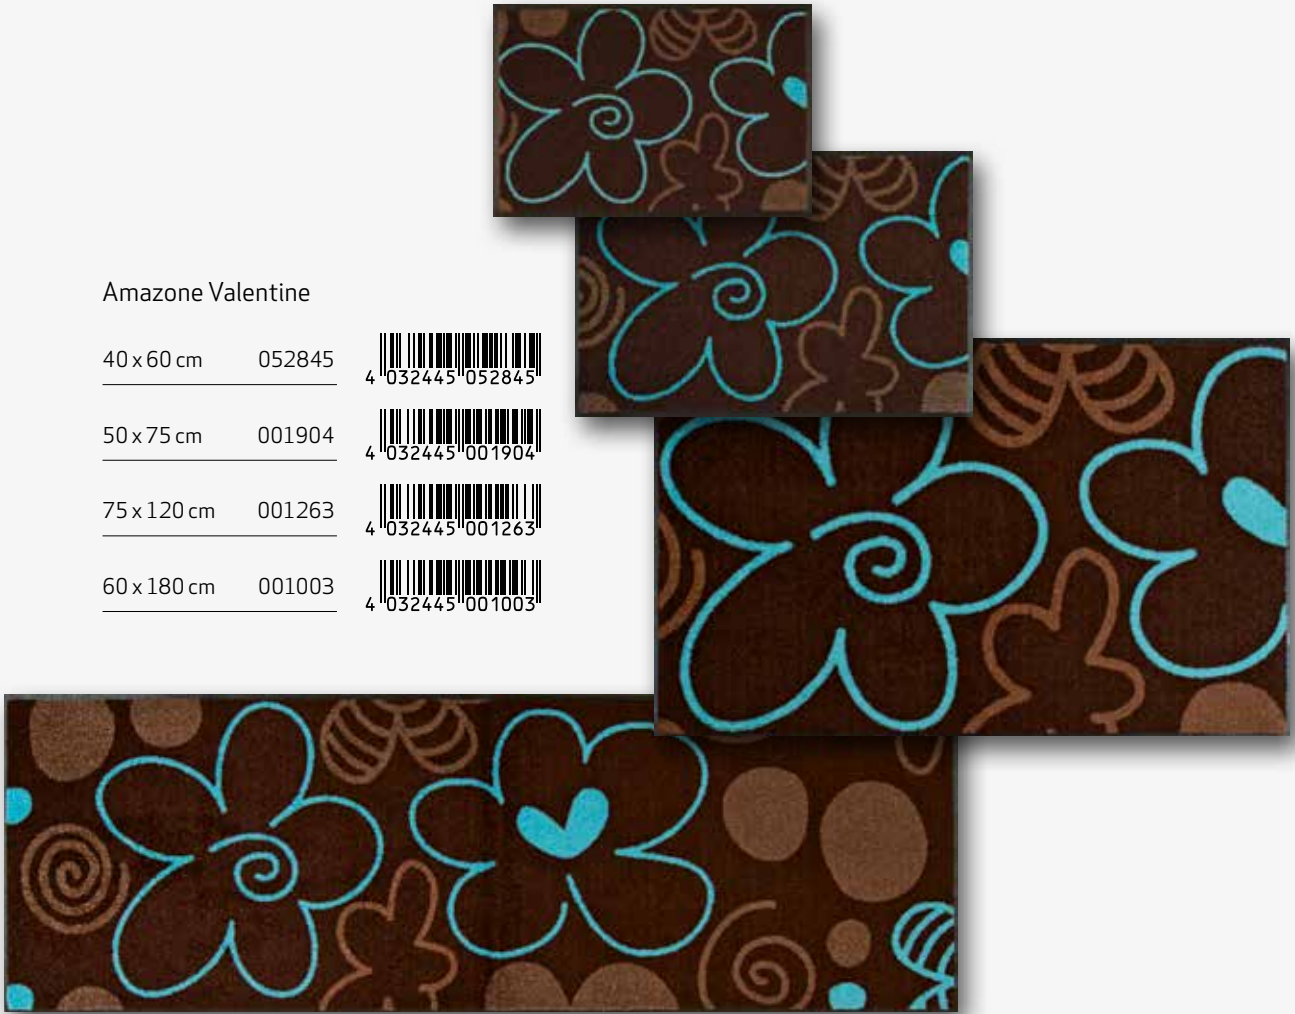 Amazone Valentine
40 x 60 cm 052845
4 032445 052845
50 x 75 cm 001904
4 032445 001904
75 x 120 cm 001263
4 032445 001263
60 x 180 cm 001003
4 032445 001003